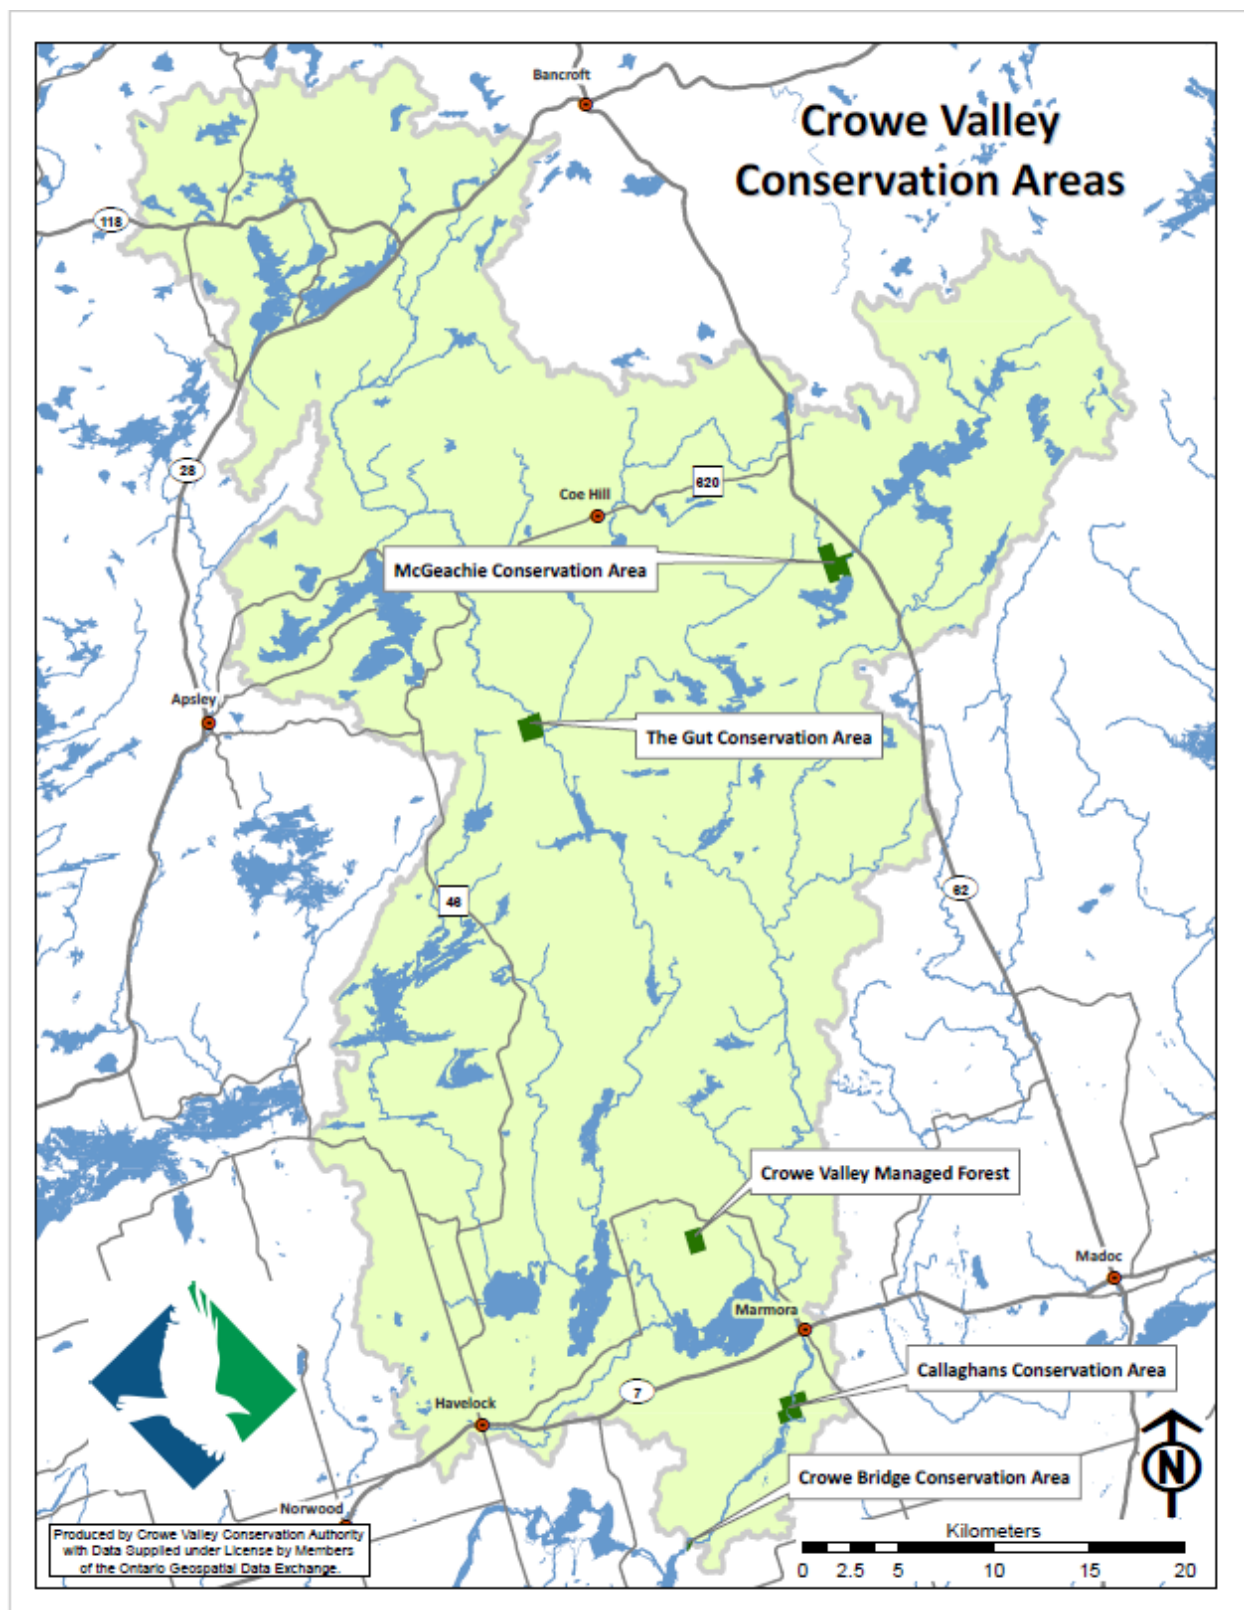 Bancroft
Crowe Valley
Conservation Areas
118
28
Coe Hill
620
McGeachie Conservation Area
Apsley
The Gut Conservation Area
46
62
Crowe Valley Managed Forest
Madoc
Marmora
Callaghans Conservation Area
7
Havelock
N
Crowe Bridge Conservation Area
Norwood
Produced by Crowe Valley Conservation Authority
with Data Supplied under License by Members
of the Ontario Geospatial Data Exchange.
Kilometers
0 2.5 5 10 15 20